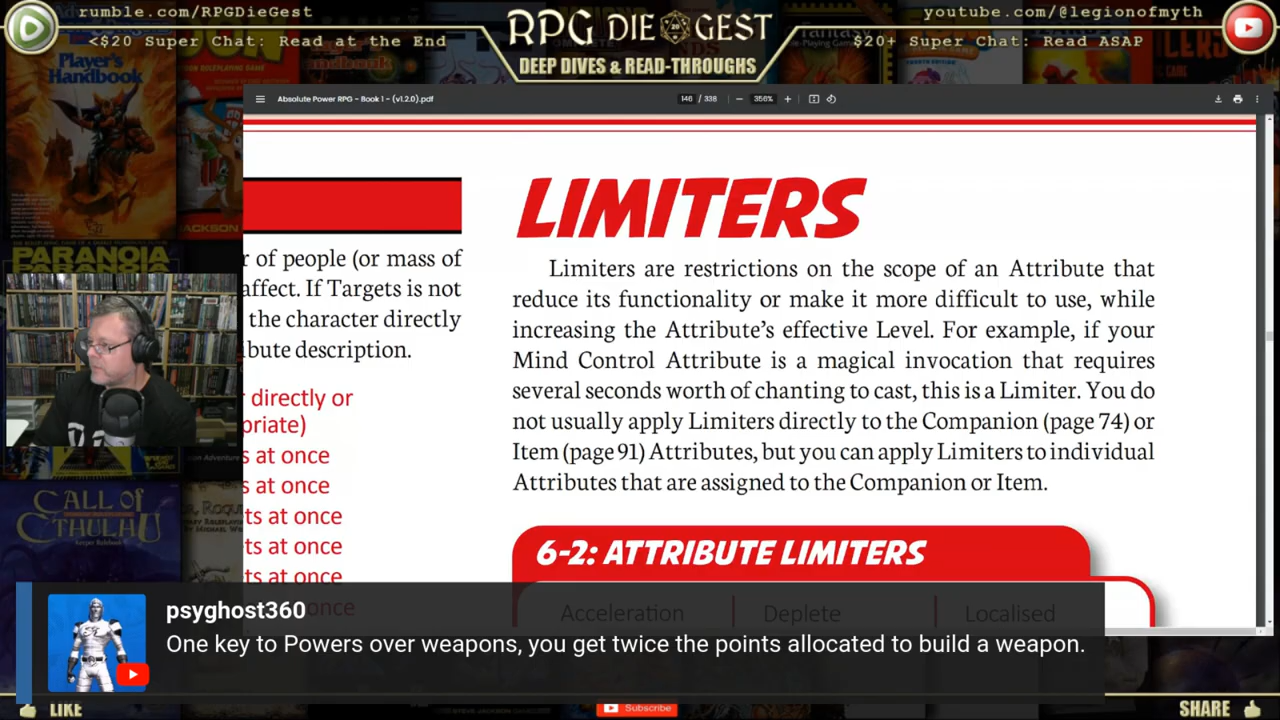 rumble.com/RPGDieGest
<$20 Super Chat: Read at the End
RPG DIE GEST
DEEP DIVES & READ-THROUGHS
youtube.com/@legionofmyth
$20+ Super Chat: Read ASAP
Player's
Handbook
Absolute Power RPG - Book 1 - (v1.2.0).pdf
146 / 338
356%
r of people (or mass of
affect. If Targets is not
the character directly
bute description.
r directly or
priate)
s at once
s at once
ts at once
ts at once
ts at once
once
LIMITERS
Limiters are restrictions on the scope of an Attribute that
reduce its functionality or make it more difficult to use, while
increasing the Attribute's effective Level. For example, if your
Mind Control Attribute is a magical invocation that requires
several seconds worth of chanting to cast, this is a Limiter. You do
not usually apply Limiters directly to the Companion (page 74) or
Item (page 91) Attributes, but you can apply Limiters to individual
Attributes that are assigned to the Companion or Item.
6-2: ATTRIBUTE LIMITERS
Acceleration
Deplete
Localised
PARANOIA
CALL OF
CTHULHU
psyghost360
One key to Powers over weapons, you get twice the points allocated to build a weapon.
LIKE
Subscribe
SHARE